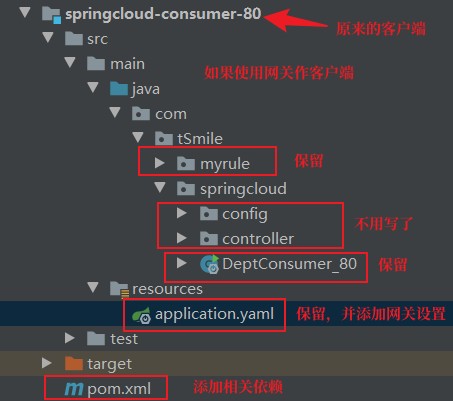 springcloud-consumer-80
原来的客户端
src
main
如果使用网关作客户端
java
com
tSmile
myrule
保留
springcloud
config
不用写了
controller
DeptConsumer_80
保留
resources
application.yaml
保留，并添加网关设置
test
target
pom.xml
添加相关依赖